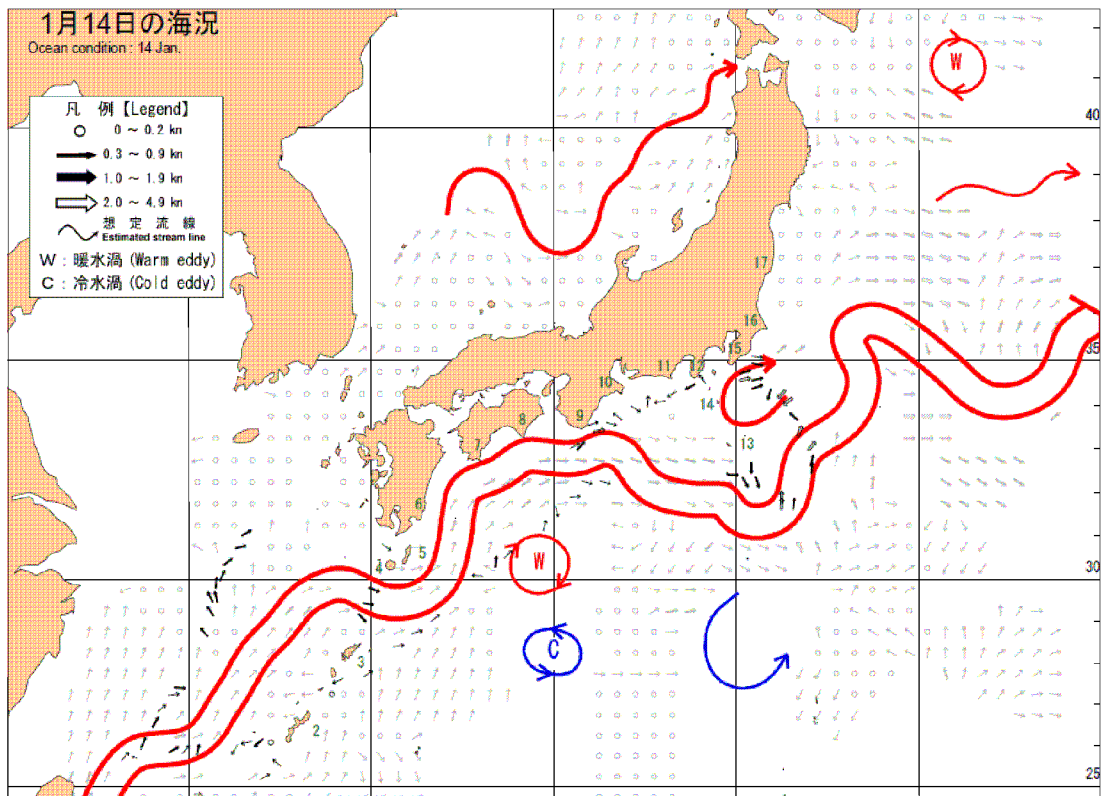 1月14日の海況
Ocean condition : 14 Jan.
凡 例【Legend】
0 ~ 0.2 kn
0.3 ~ 0.9 kn
1.0 ~ 1.9 kn
2.0 ~ 4.9 kn
想 定 流 線
Estimated stream line
W : 暖水渦 (Warm eddy)
C : 冷水渦 (Cold eddy)
W
40
17
16
15
35
12
11
10
14
9
8
7
13
6
5
4
W
30
C
3
2
25